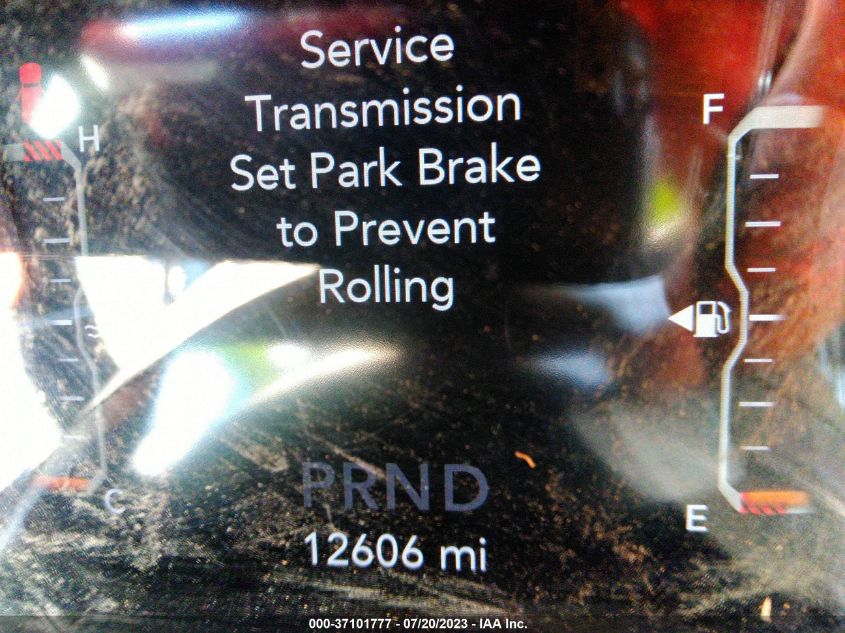 Service
Transmission
Set Park Brake
to Prevent
Rolling
H
F
C
E
PRND
12606 mi
000-37101777 - 07/20/2023 - IAA Inc.